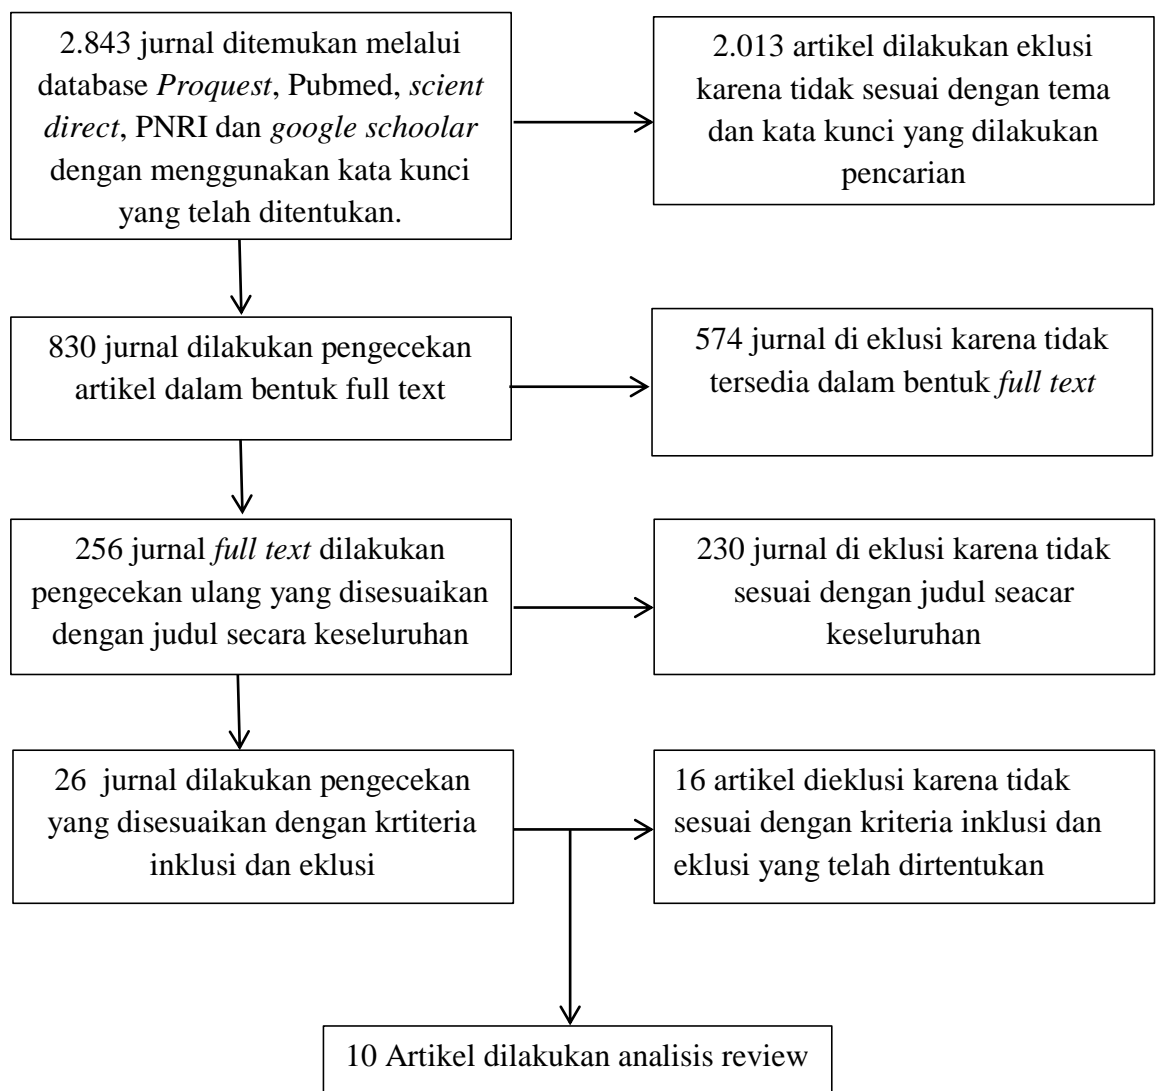 2.843 jurnal ditemukan melalui
database Proquest, Pubmed, scient
direct, PNRI dan google schoolar
dengan menggunakan kata kunci
yang telah ditentukan.
2.013 artikel dilakukan eklusi
karena tidak sesuai dengan tema
dan kata kunci yang dilakukan
pencarian
830 jurnal dilakukan pengecekan
artikel dalam bentuk full text
574 jurnal di eklusi karena tidak
tersedia dalam bentuk full text
256 jurnal full text dilakukan
pengecekan ulang yang disesuaikan
dengan judul secara keseluruhan
230 jurnal di eklusi karena tidak
sesuai dengan judul seacar
keseluruhan
26 jurnal dilakukan pengecekan
yang disesuaikan dengan krtiteria
inklusi dan eklusi
16 artikel dieklusi karena tidak
sesuai dengan kriteria inklusi dan
eklusi yang telah dirtentukan
10 Artikel dilakukan analisis review